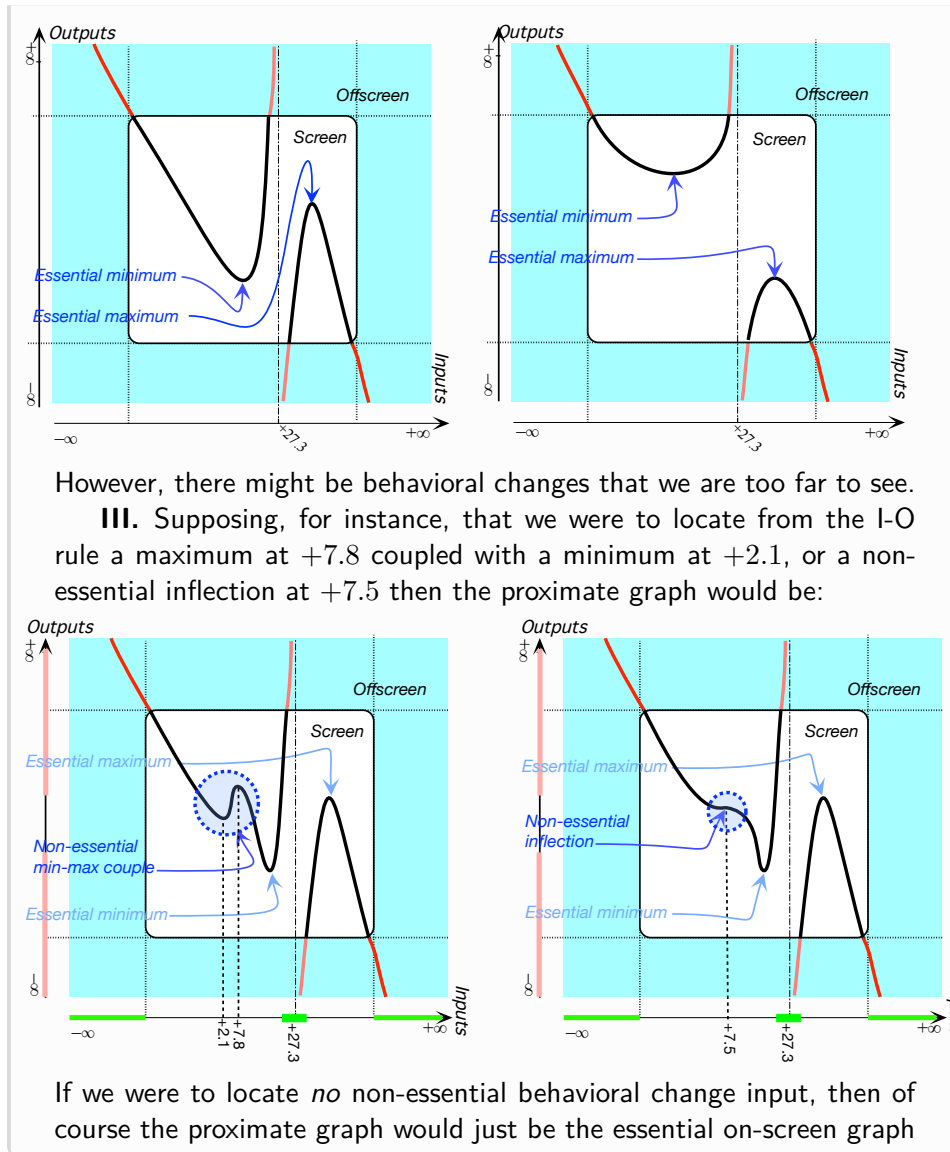 Outputs
+∞
Offscreen
Screen
Essential minimum
Essential maximum
Inputs
−∞
−∞
+27.3
+∞
Outputs
+∞
Offscreen
Screen
Essential minimum
Essential maximum
Inputs
−∞
−∞
+27.3
+∞
However, there might be behavioral changes that we are too far to see.
III. Supposing, for instance, that we were to locate from the I-O
rule a maximum at +7.8 coupled with a minimum at +2.1, or a non-
essential inflection at +7.5 then the proximate graph would be:
Outputs
+∞
Offscreen
Screen
Essential maximum
Non-essential
min-max couple
Essential minimum
−∞
Inputs
−∞
+2.1
+7.8
+27.3
+∞
Outputs
+∞
Offscreen
Screen
Essential maximum
Non-essential
inflection
Essential minimum
−∞
−∞
+7.5
+27.3
+∞
If we were to locate no non-essential behavioral change input, then of
course the proximate graph would just be the essential on-screen graph